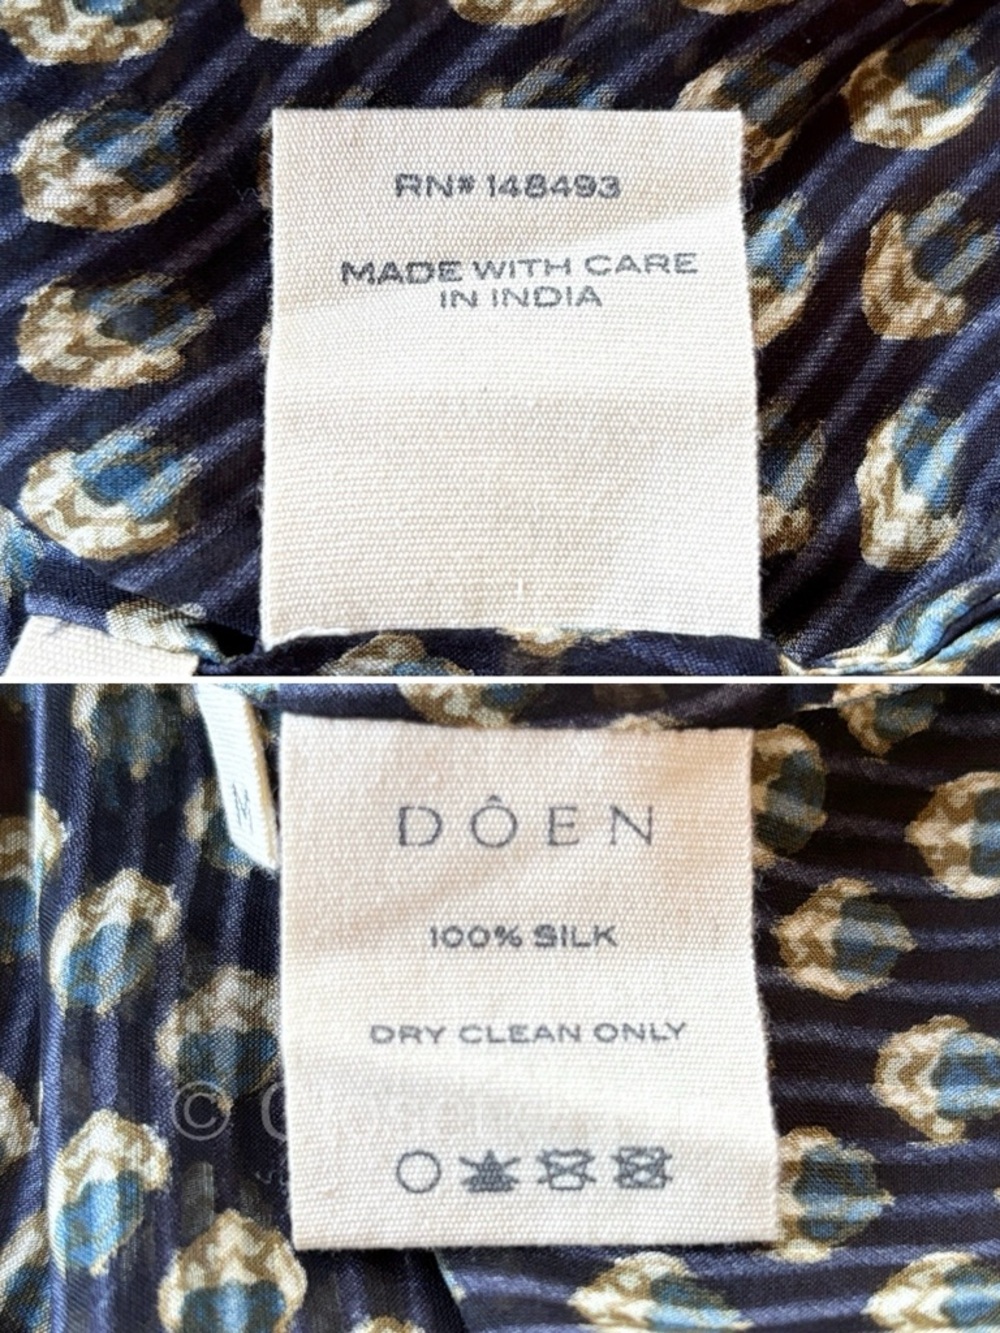 RN# 148493
MADE WITH CARE
IN INDIA
M
DÔEN
100% SILK
DRY CLEAN ONLY